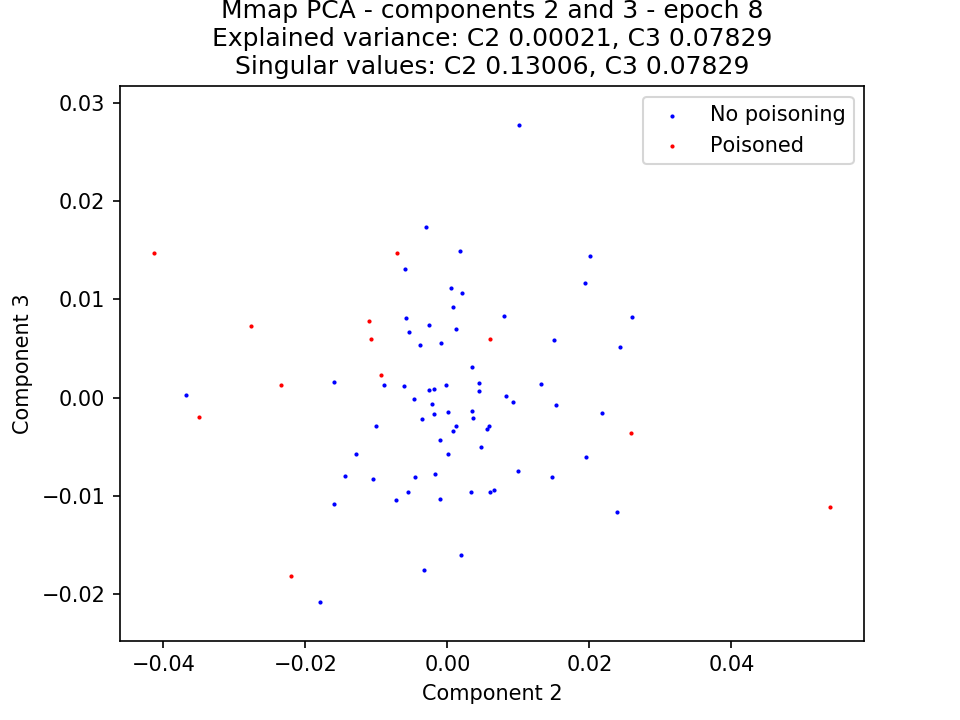 Mmap PCA - components 2 and 3 - epoch 8
Explained variance: C2 0.00021, C3 0.07829
Singular values: C2 0.13006, C3 0.07829
No poisoning
Poisoned
0.03
0.02
0.01
0.00
−0.01
−0.02
Component 3
−0.04
−0.02
0.00
0.02
0.04
Component 2